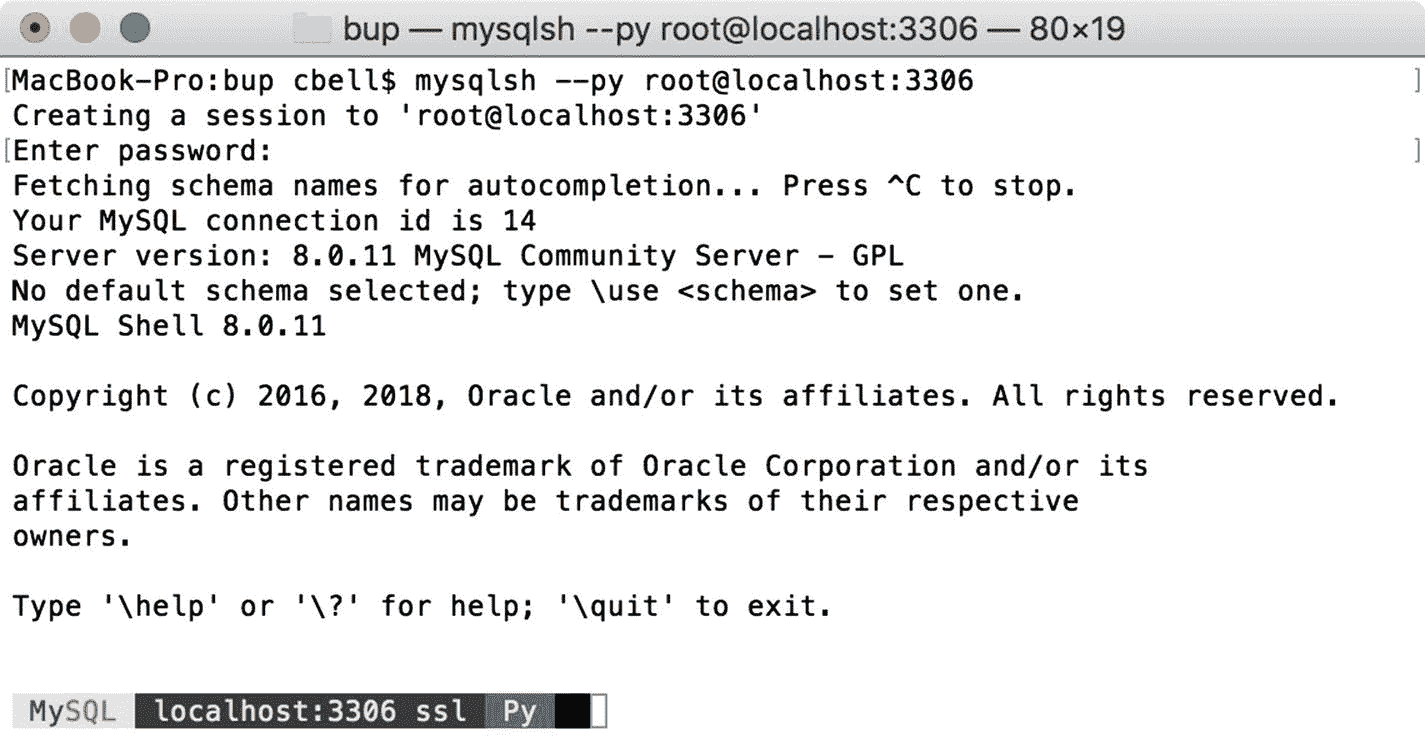 bup — mysqlsh --py root@localhost:3306 — 80×19
[MacBook-Pro:bup cbell$ mysqlsh --py root@localhost:3306 ]
Creating a session to 'root@localhost:3306'
[Enter password: ]
Fetching schema names for autocompletion... Press ^C to stop.
Your MySQL connection id is 14
Server version: 8.0.11 MySQL Community Server - GPL
No default schema selected; type \use <schema> to set one.
MySQL Shell 8.0.11
Copyright (c) 2016, 2018, Oracle and/or its affiliates. All rights reserved.
Oracle is a registered trademark of Oracle Corporation and/or its
affiliates. Other names may be trademarks of their respective
owners.
Type '\help' or '\?' for help; '\quit' to exit.
MySQL localhost:3306 ssl Py